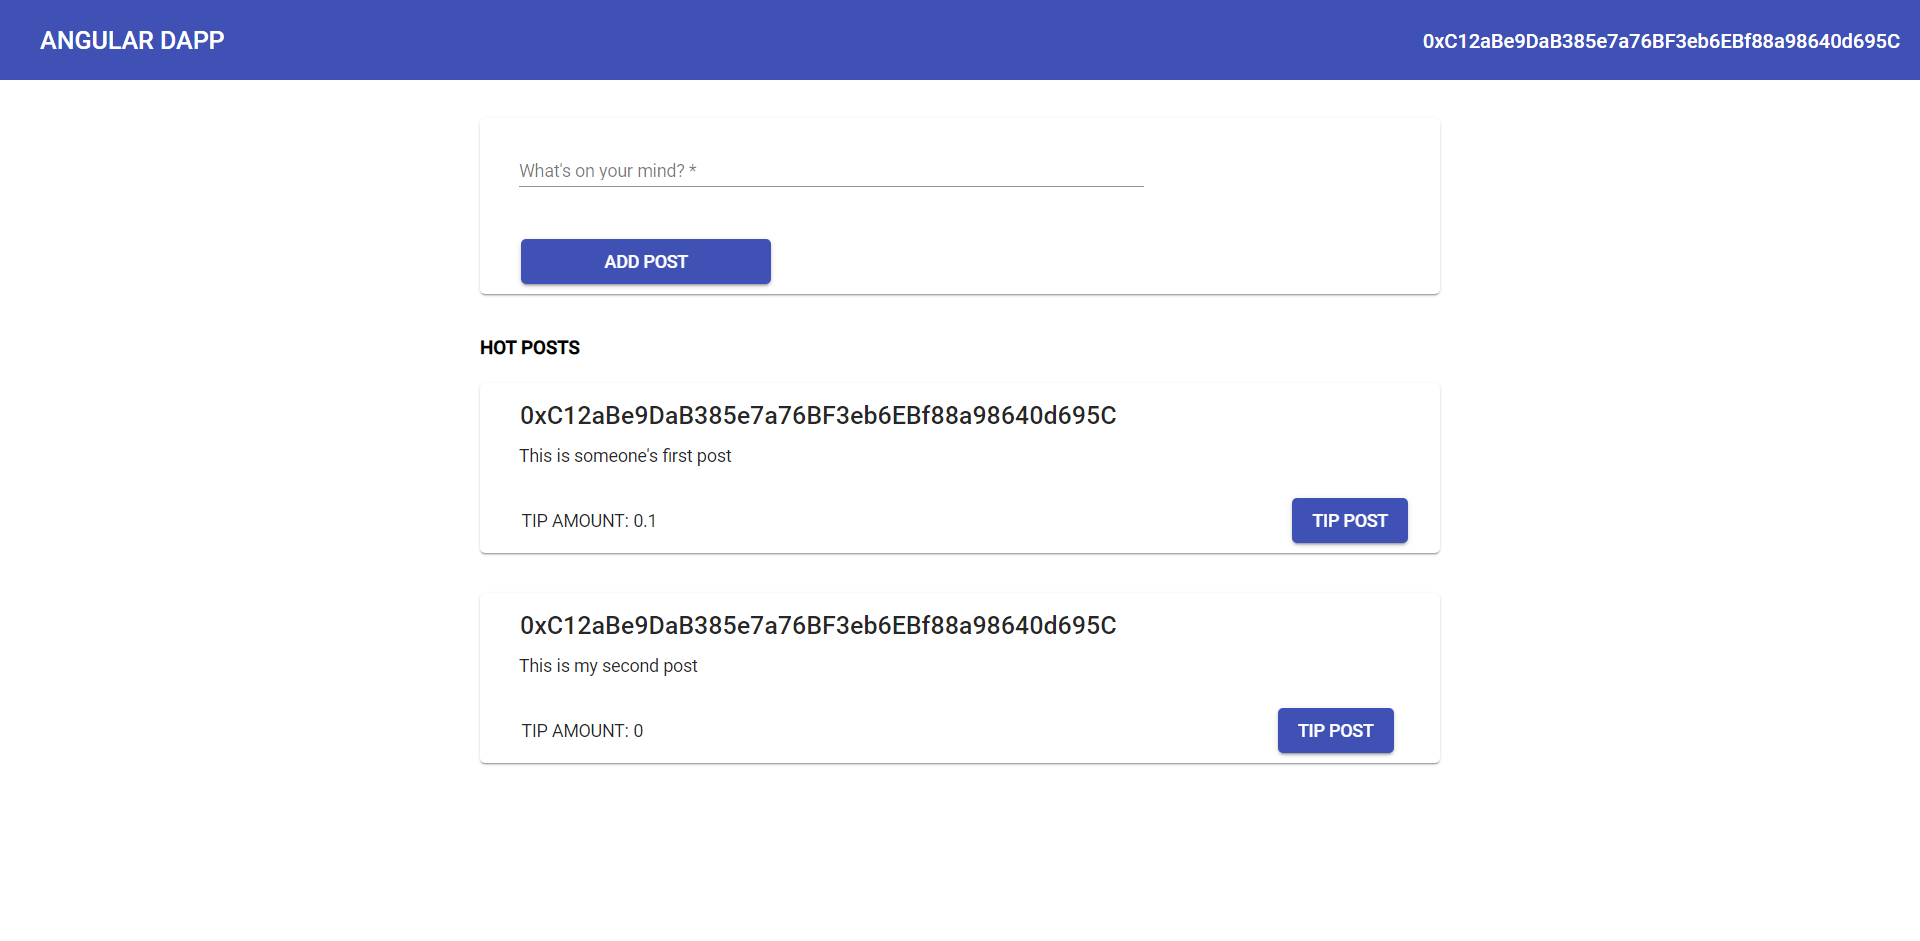 ANGULAR DAPP
0xC12aBe9DaB385e7a76BF3eb6EBf88a98640d695C
What's on your mind? *
ADD POST
HOT POSTS
0xC12aBe9DaB385e7a76BF3eb6EBf88a98640d695C
This is someone's first post
TIP AMOUNT: 0.1
TIP POST
0xC12aBe9DaB385e7a76BF3eb6EBf88a98640d695C
This is my second post
TIP AMOUNT: 0
TIP POST